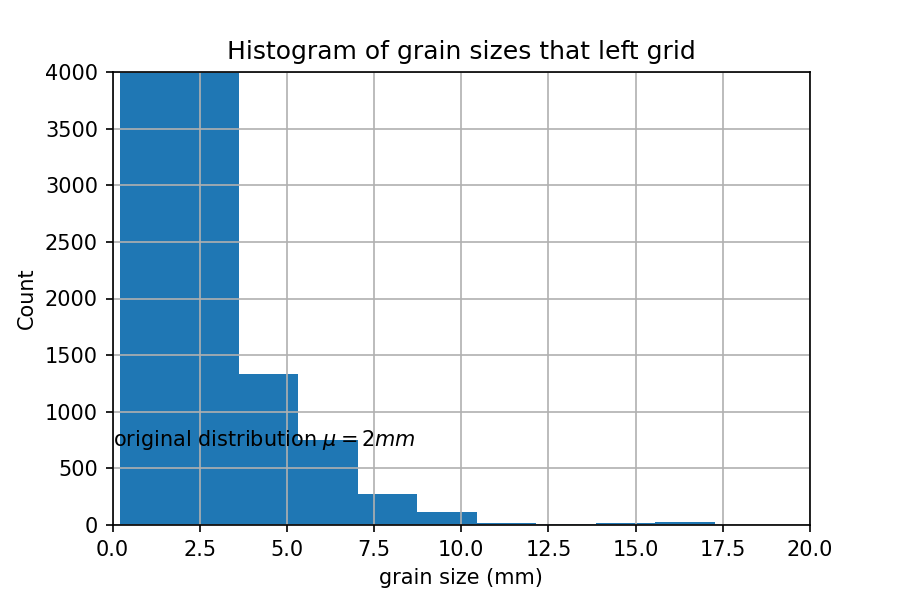 Histogram of grain sizes that left grid
4000
3500
3000
2500
2000
1500
1000
500
0
Count
original distribution μ = 2mm
0.0 2.5 5.0 7.5 10.0 12.5 15.0 17.5 20.0
grain size (mm)